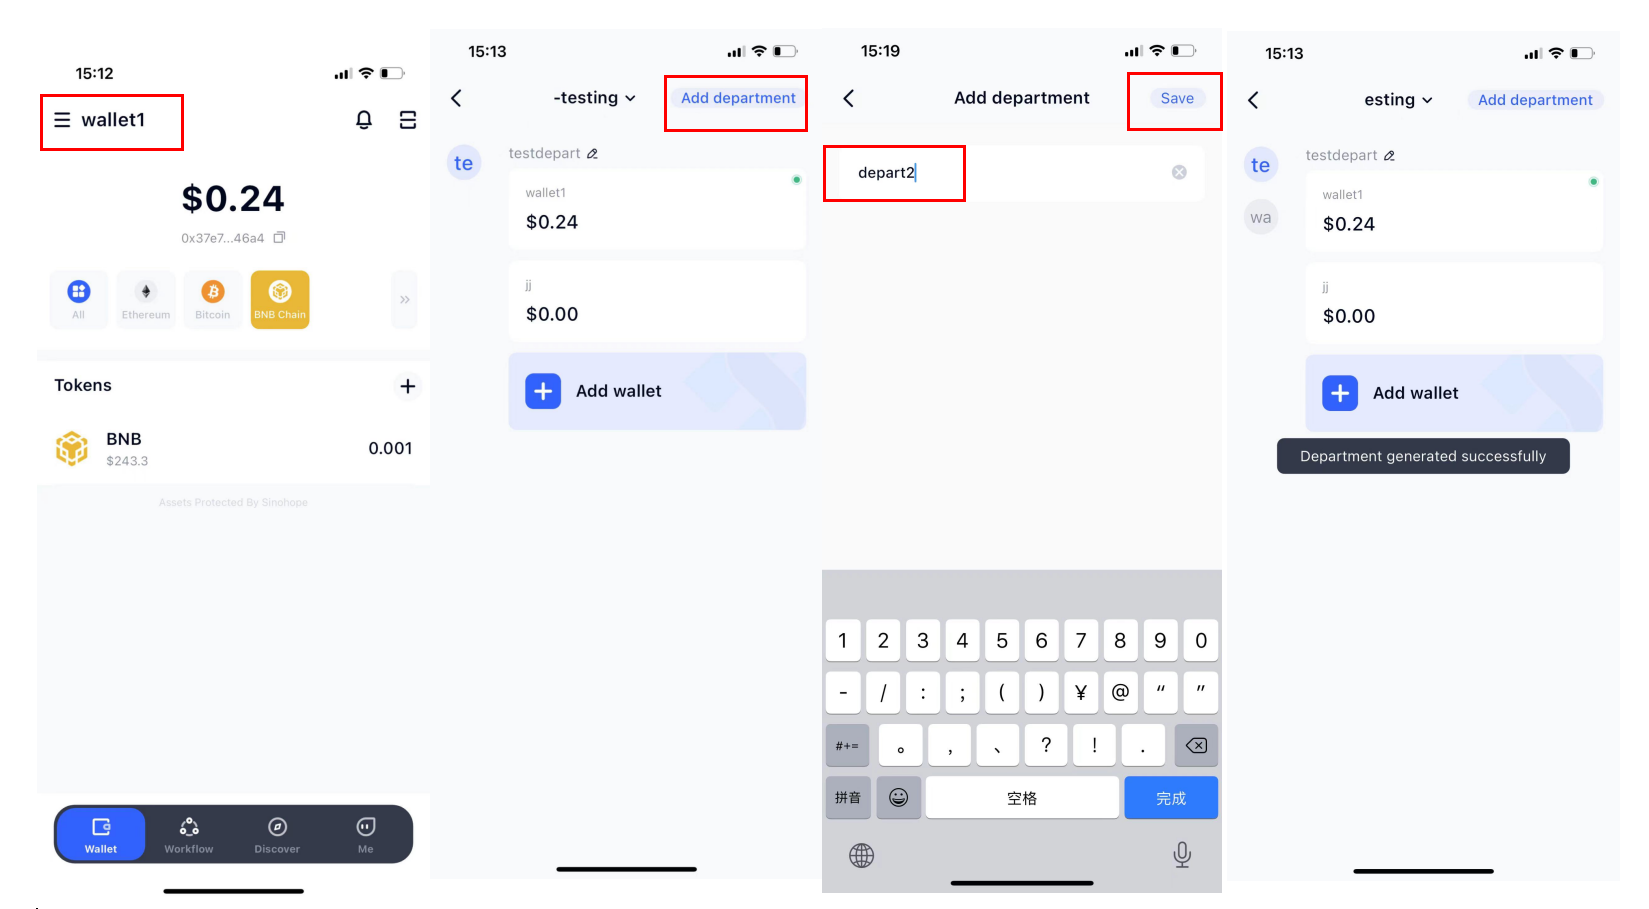 15:12
wallet1
$0.24
0x37e7...46a4
All
Ethereum
Bitcoin
BNB Chain
»
Tokens
+
BNB
$243.3
0.001
Assets Protected By Sinohope
Wallet
Workflow
Discover
Me
15:13
-testing
Add department
te
testdepart
wallet1
$0.24
jj
$0.00
+ Add wallet
15:19
Add department
Save
depart2
1 2 3 4 5 6 7 8 9 0
- / : ; ( ) ¥ @ “ ”
#+= 。 , 、 ? ! .
拼音 空格 完成
15:13
esting
Add department
te
testdepart
wa
wallet1
$0.24
jj
$0.00
+ Add wallet
Department generated successfully